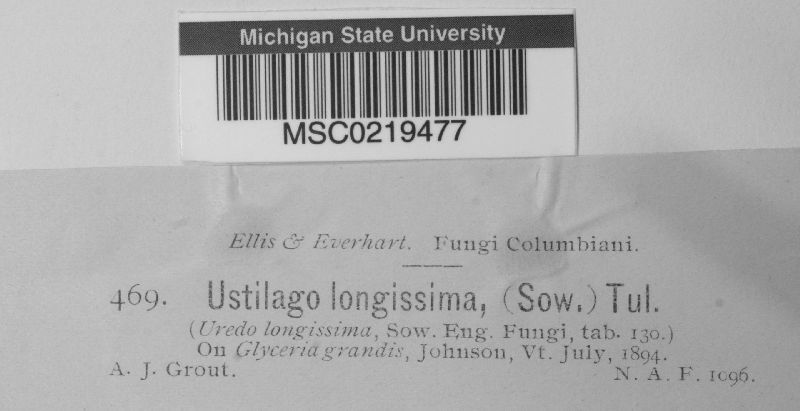 Michigan State University
MSC0219477
Ellis & Everhart. Fungi Columbiani.
469. Ustilago longissima, (Sow.) Tul.
(Uredo longissima, Sow. Eng. Fungi, tab. 130.)
On Glyceria grandis, Johnson, Vt. July, 1894.
A. J. Grout. N. A. F. 1096.